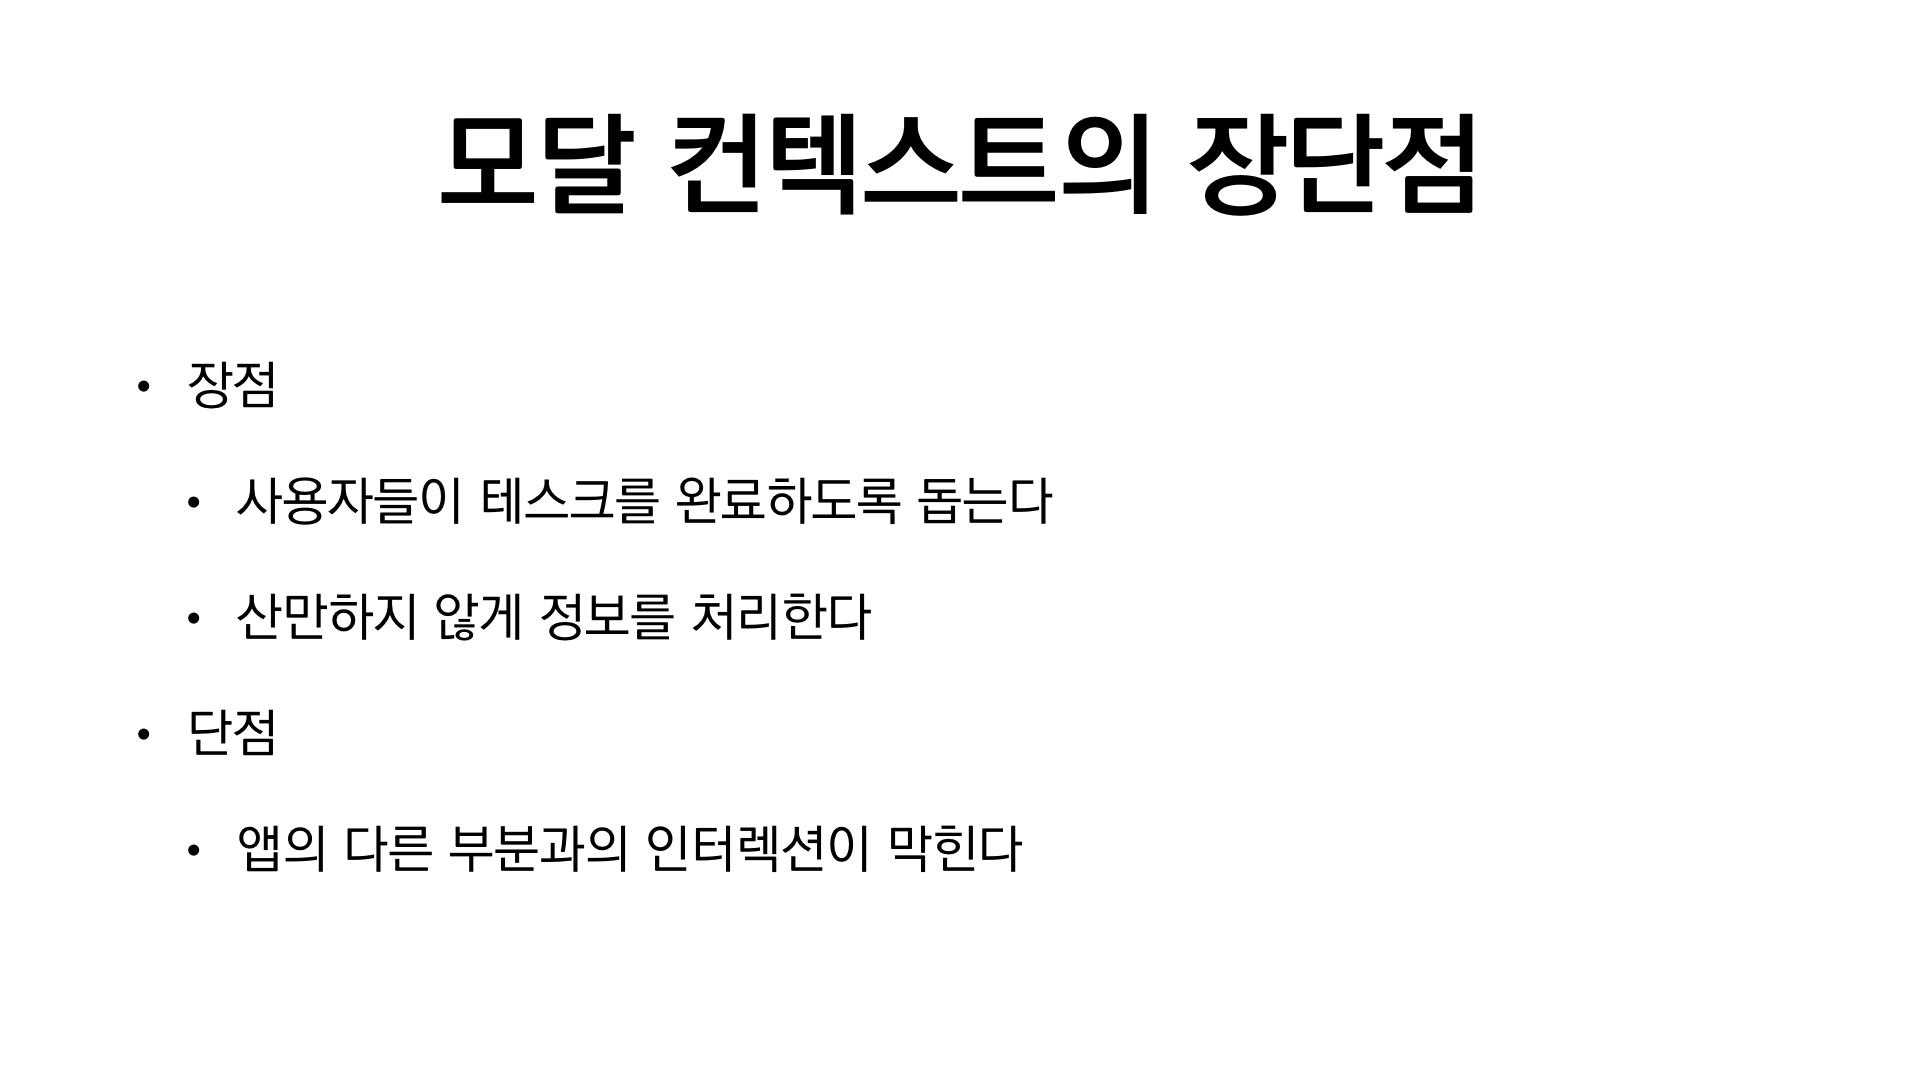 모달 컨텍스트의 장단점
• 장점
• 사용자들이 테스크를 완료하도록 돕는다
• 산만하지 않게 정보를 처리한다
• 단점
• 앱의 다른 부분과의 인터렉션이 막힌다